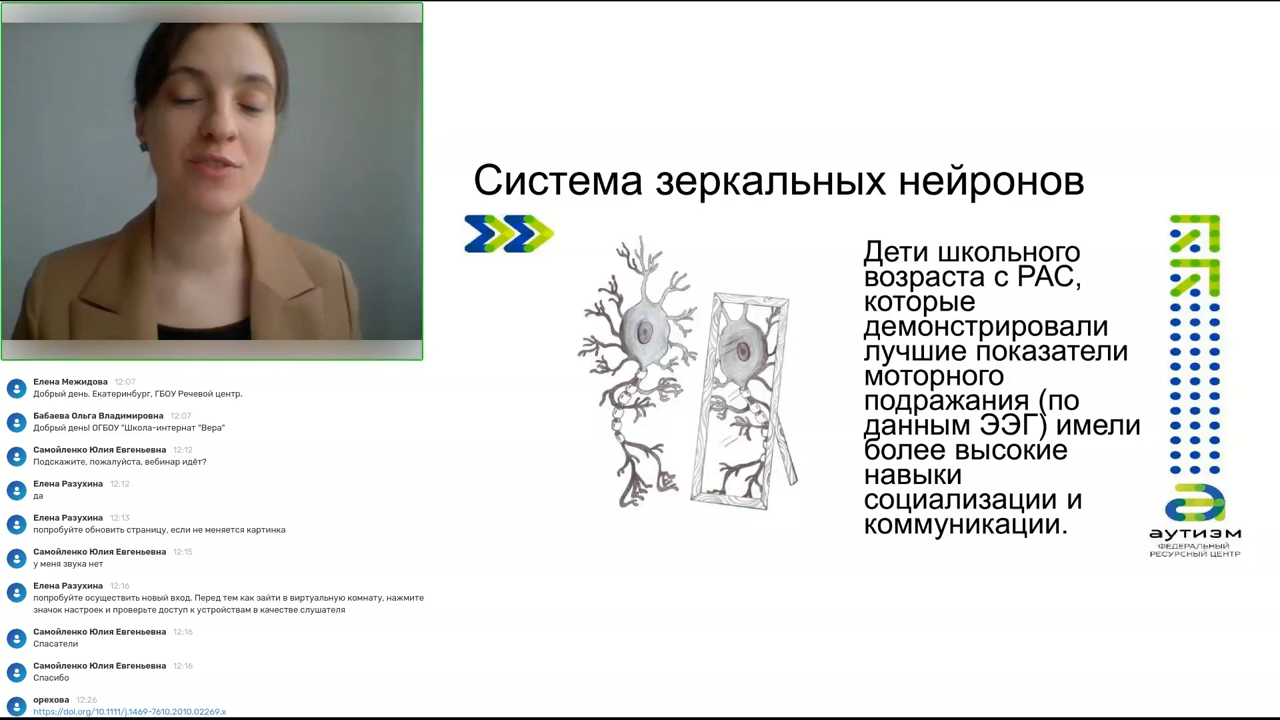 Система зеркальных нейронов
Дети школьного
возраста с РАС,
которые
демонстрировали
лучшие показатели
моторного
подражания (по
данным ЭЭГ) имели
более высокие
навыки
социализации и
коммуникации.
аутизм
ФЕДЕРАЛЬНЫЙ
РЕСУРСНЫЙ ЦЕНТР
Елена Межидова 12:07
Добрый день. Екатеринбург, ГБОУ Речевой центр.
Бабаева Ольга Владимировна 12:07
Добрый день! ОГБОУ "Школа-интернат "Вера"
Самойленко Юлия Евгеньевна 12:12
Подскажите, пожалуйста, вебинар идёт?
Елена Разухина 12:12
да
Елена Разухина 12:13
попробуйте обновить страницу, если не меняется картинка
Самойленко Юлия Евгеньевна 12:15
у меня звука нет
Елена Разухина 12:16
попробуйте осуществить новый вход. Перед тем как зайти в виртуальную комнату, нажмите
значок настроек и проверьте доступ к устройствам в качестве слушателя
Самойленко Юлия Евгеньевна 12:16
Спасатели
Самойленко Юлия Евгеньевна 12:16
Спасибо
орехова 12:26
https://doi.org/10.1111/j.1469-7610.2010.02269.x